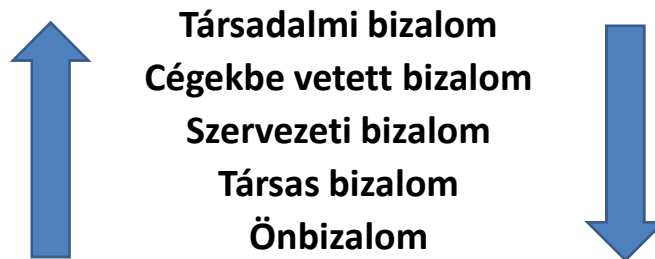 Társadalmi bizalom
Cégekbe vetett bizalom
Szervezeti bizalom
Társas bizalom
Önbizalom